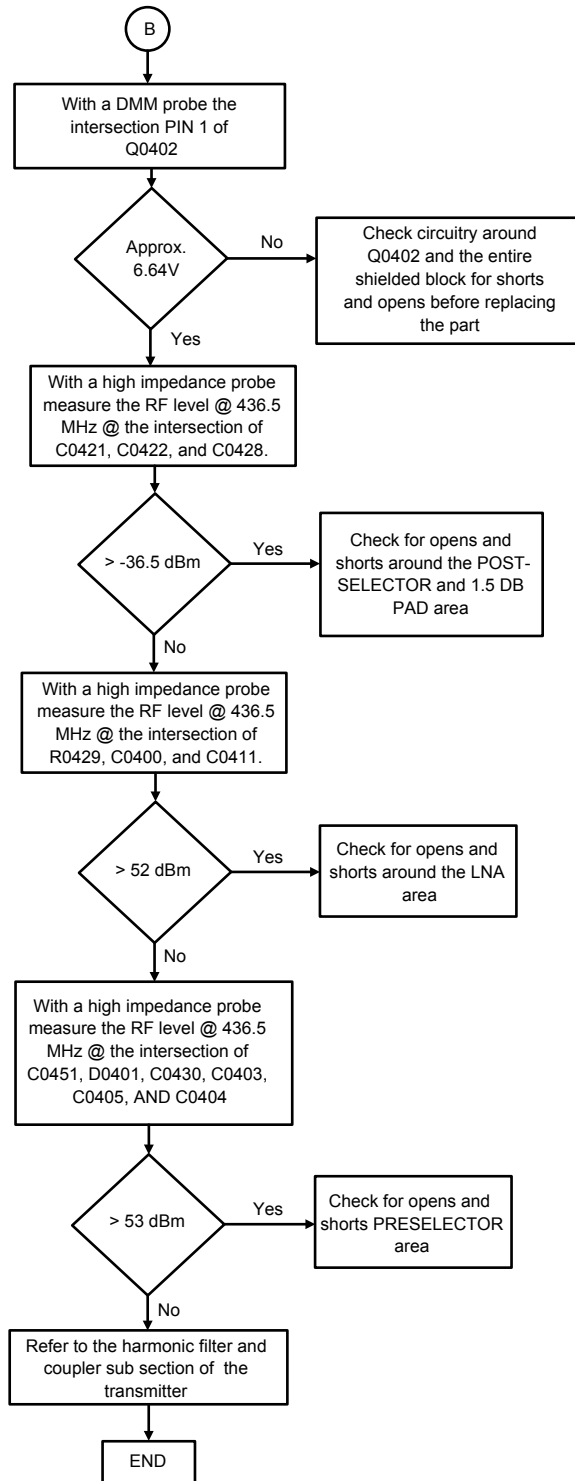 B
With a DMM probe the
intersection PIN 1 of
Q0402
Approx.
6.64V
No
Check circuitry around
Q0402 and the entire
shielded block for shorts
and opens before replacing
the part
Yes
With a high impedance probe
measure the RF level @ 436.5
MHz @ the intersection of
C0421, C0422, and C0428.
> -36.5 dBm
Yes
Check for opens and
shorts around the POST-
SELECTOR and 1.5 DB
PAD area
No
With a high impedance probe
measure the RF level @ 436.5
MHz @ the intersection of
R0429, C0400, and C0411.
> 52 dBm
Yes
Check for opens and
shorts around the LNA
area
No
With a high impedance probe
measure the RF level @ 436.5
MHz @ the intersection of
C0451, D0401, C0430, C0403,
C0405, AND C0404
> 53 dBm
Yes
Check for opens and
shorts PRESELECTOR
area
No
Refer to the harmonic filter and
coupler sub section of the
transmitter
END